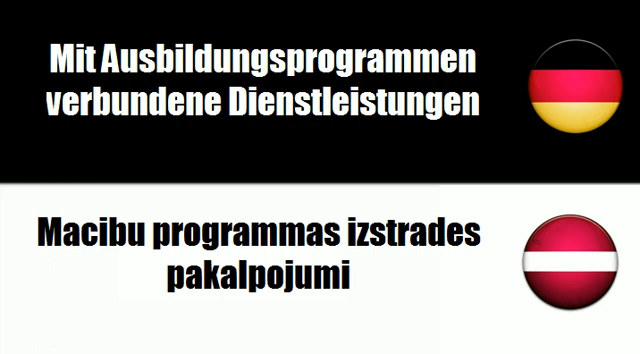 Mit Ausbildungsprogrammen
verbundene Dienstleistungen
Macibu programmas izstrades
pakalpojumi